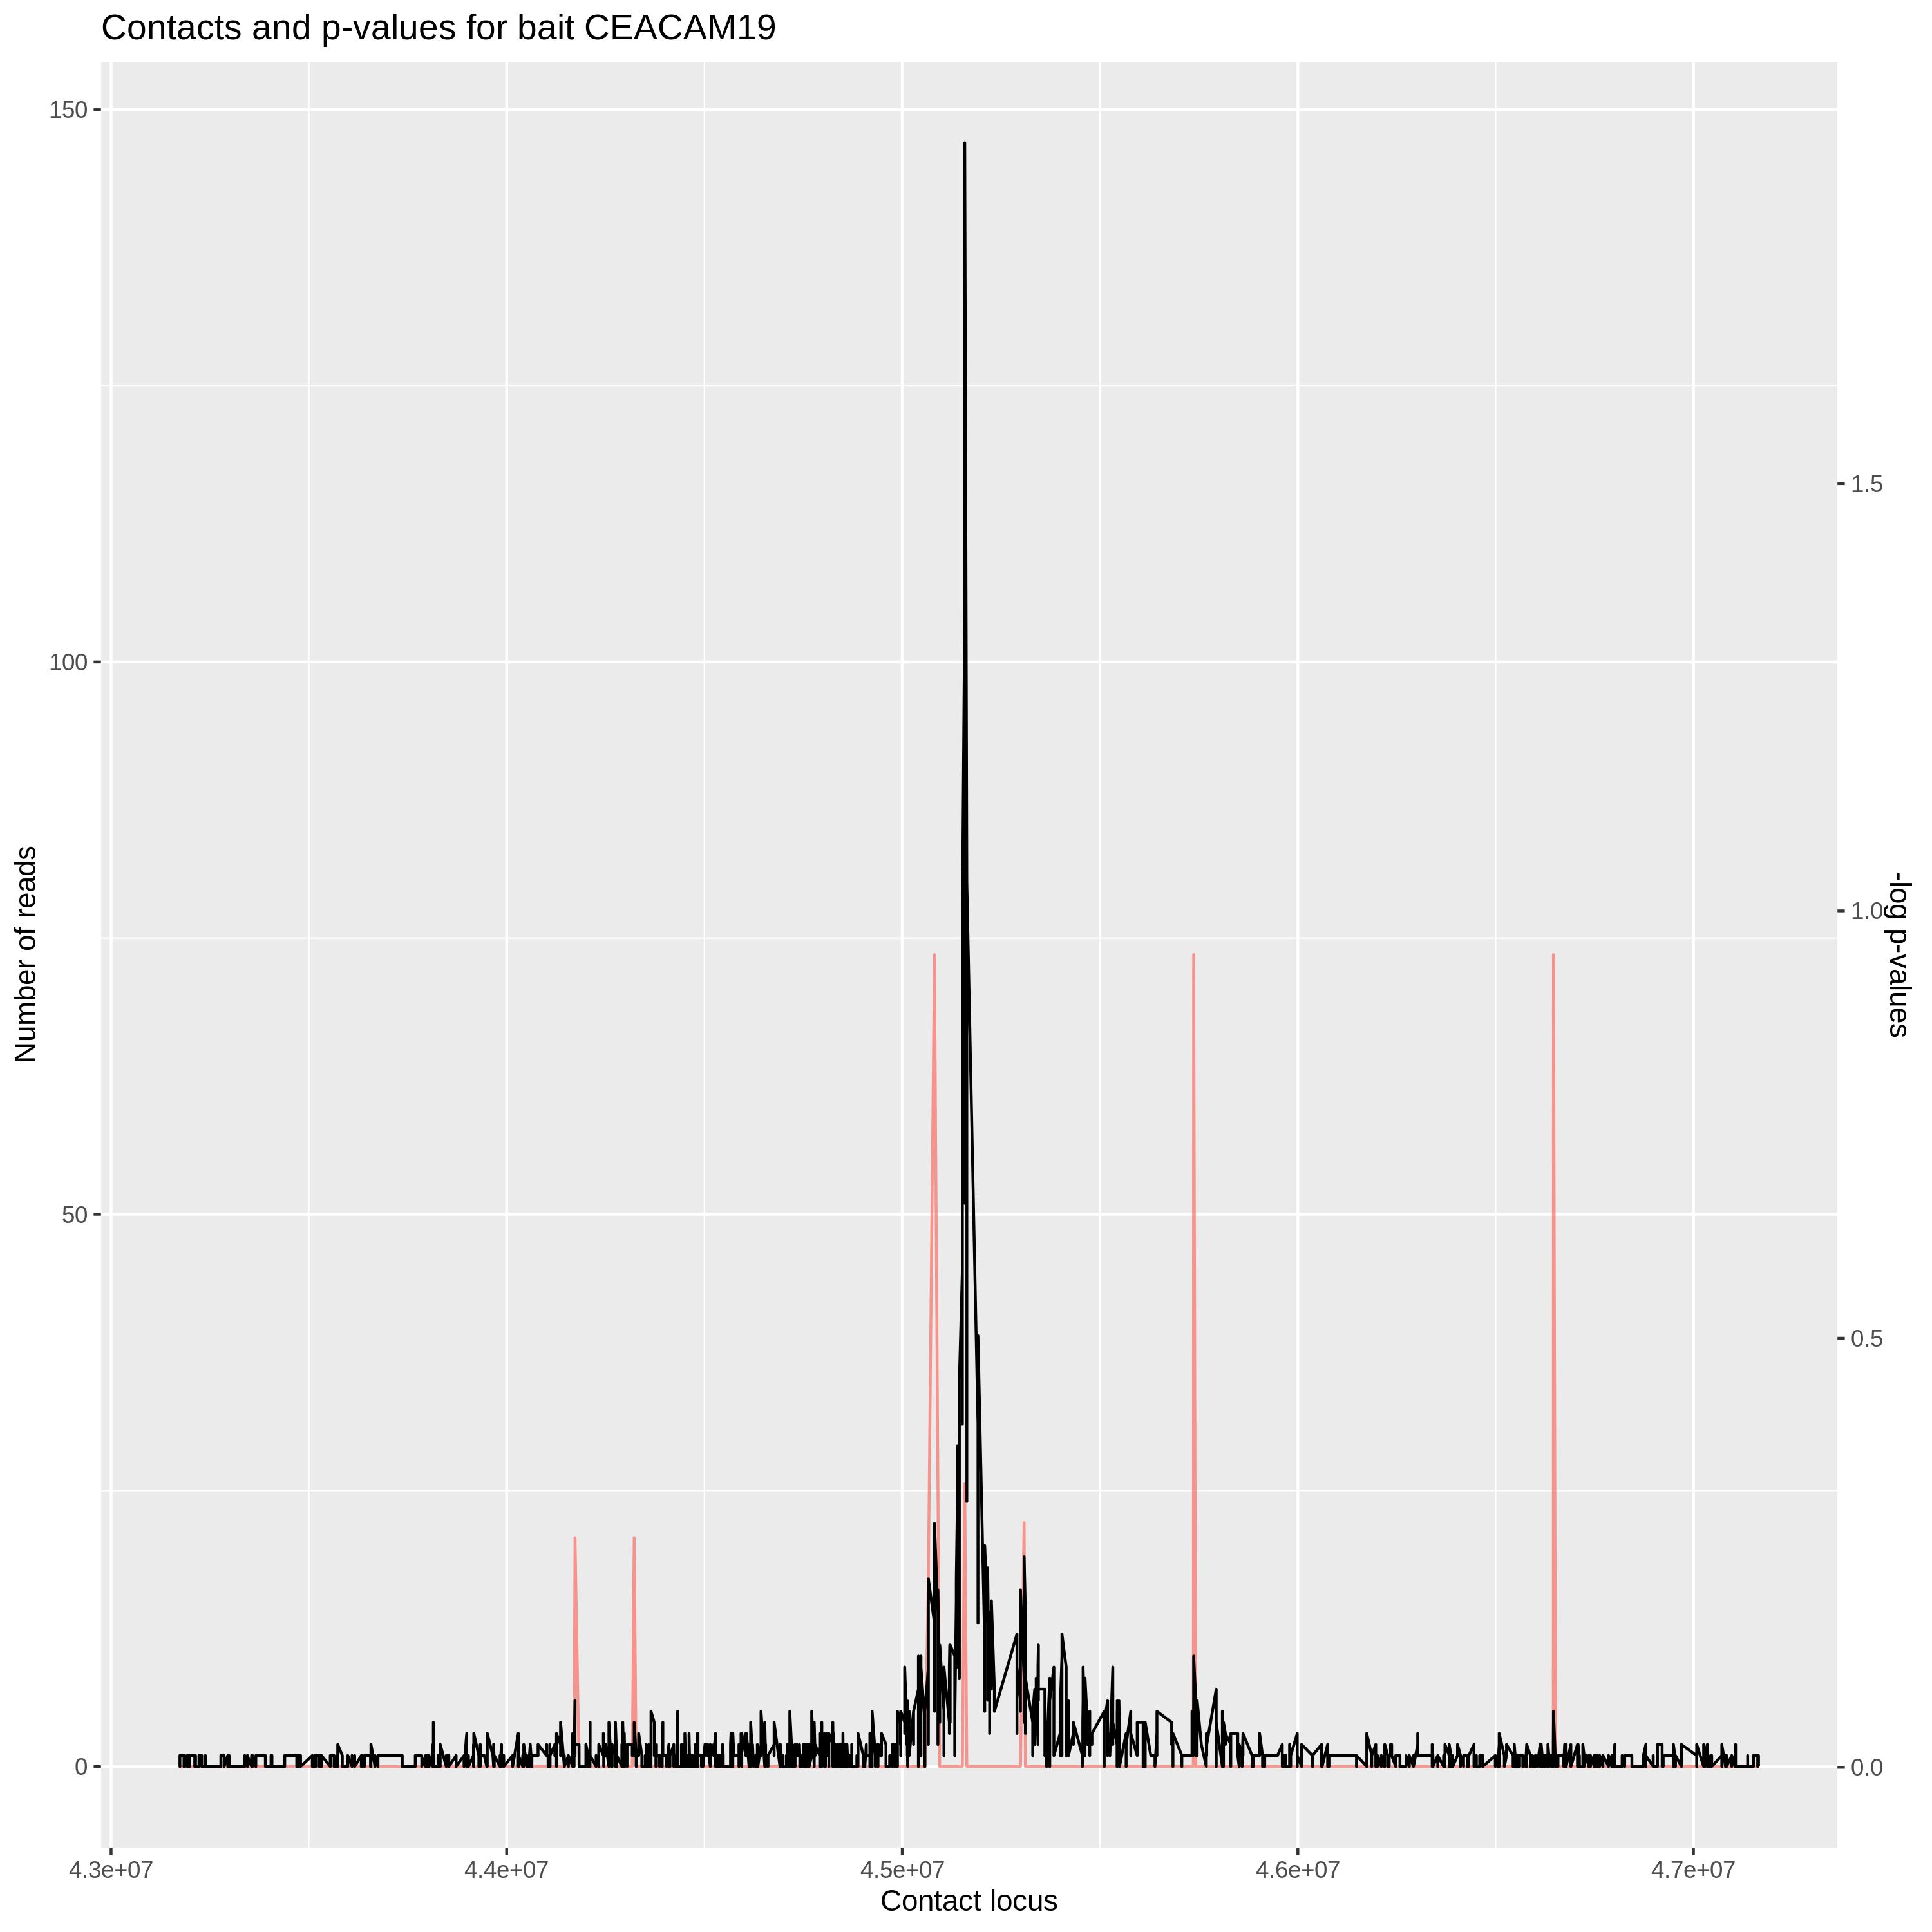 Contacts and p-values for bait CEACAM19
150
100
50
0
Number of reads
1.5
1.0
0.5
0.0
-log p-values
4.3e+07 4.4e+07 4.5e+07 4.6e+07 4.7e+07
Contact locus